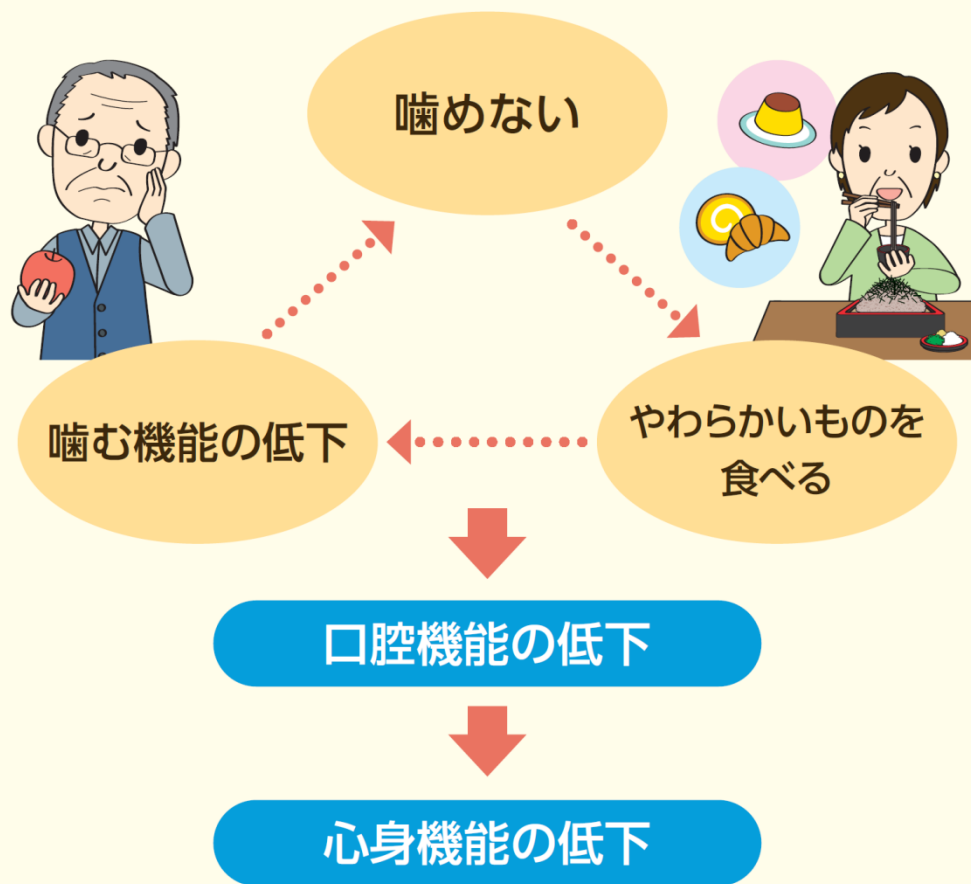 噛めない
やわらかいものを
食べる
噛む機能の低下
口腔機能の低下
心身機能の低下